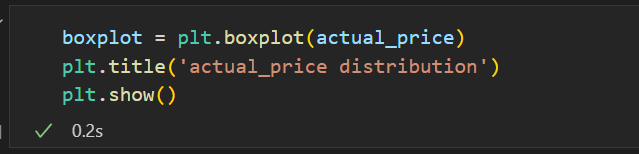 boxplot = plt.boxplot(actual_price)
plt.title('actual_price distribution')
plt.show()
0.2s